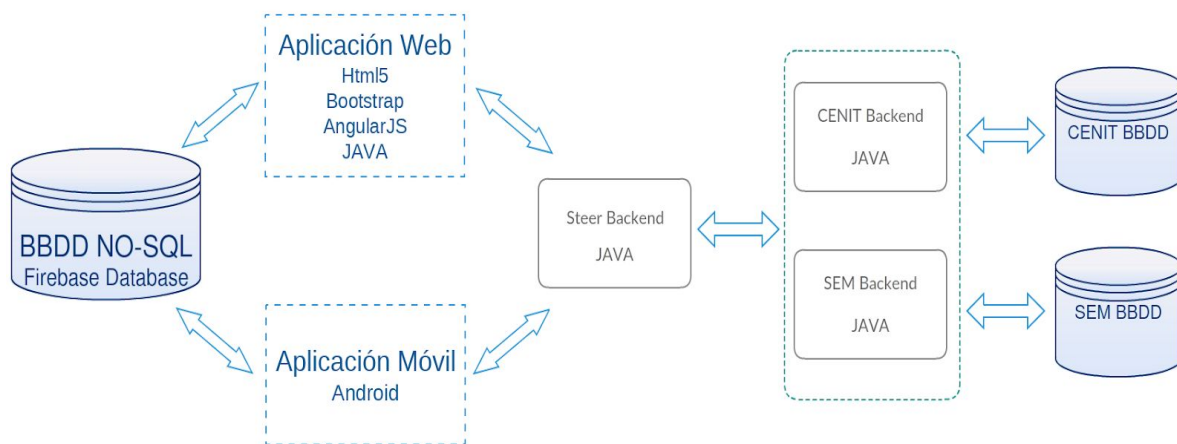 BBDD NO-SQL
Firebase Database
Aplicación Web
Html5
Bootstrap
AngularJS
JAVA
Aplicación Móvil
Android
Steer Backend
JAVA
CENIT Backend
JAVA
SEM Backend
JAVA
CENIT BBDD
SEM BBDD